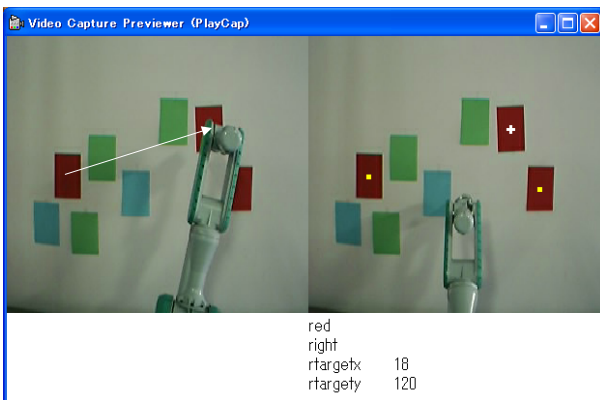 Video Capture Previewer (PlayCap)
red
right
rtargetx 18
rtargety 120